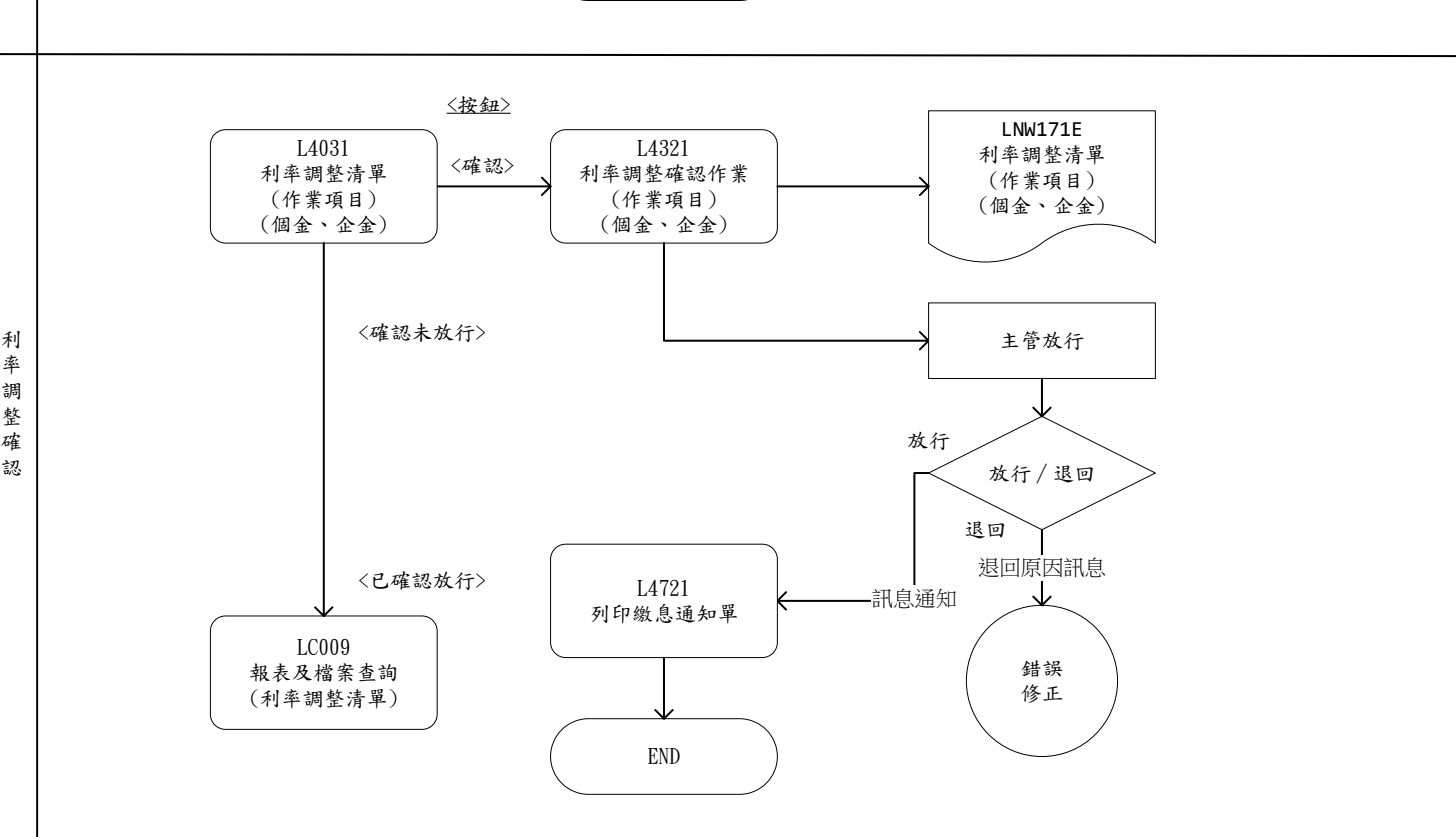 利率調整確認
<按鈕>
L4031
利率調整清單
(作業項目)
(個金、企金)
<確認>
L4321
利率調整確認作業
(作業項目)
(個金、企金)
LNW171E
利率調整清單
(作業項目)
(個金、企金)
<確認未放行>
主管放行
放行
放行/退回
退回
退回原因訊息
<已確認放行>
L4721
列印繳息通知單
訊息通知
LC009
報表及檔案查詢
(利率調整清單)
錯誤
修正
END